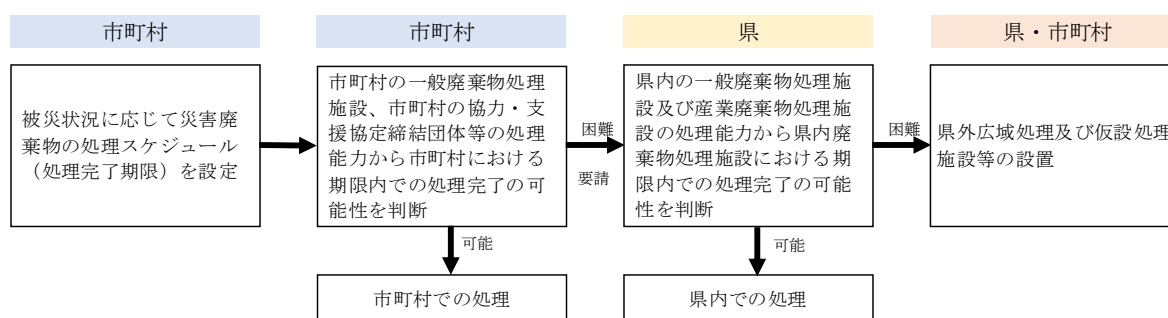 市町村
被災状況に応じて災害廃
棄物の処理スケジュール
（処理完了期限）を設定
市町村
市町村の一般廃棄物処理
施設、市町村の協力・支
援協定締結団体等の処理
能力から市町村における
期限内での処理完了の可
能性を判断
困難
要請
可能
市町村での処理
県
県内の一般廃棄物処理施
設及び産業廃棄物処理施
設の処理能力から県内廃
棄物処理施設における期
限内での処理完了の可能
性を判断
困難
可能
県内での処理
県・市町村
県外広域処理及び仮設処理
施設等の設置